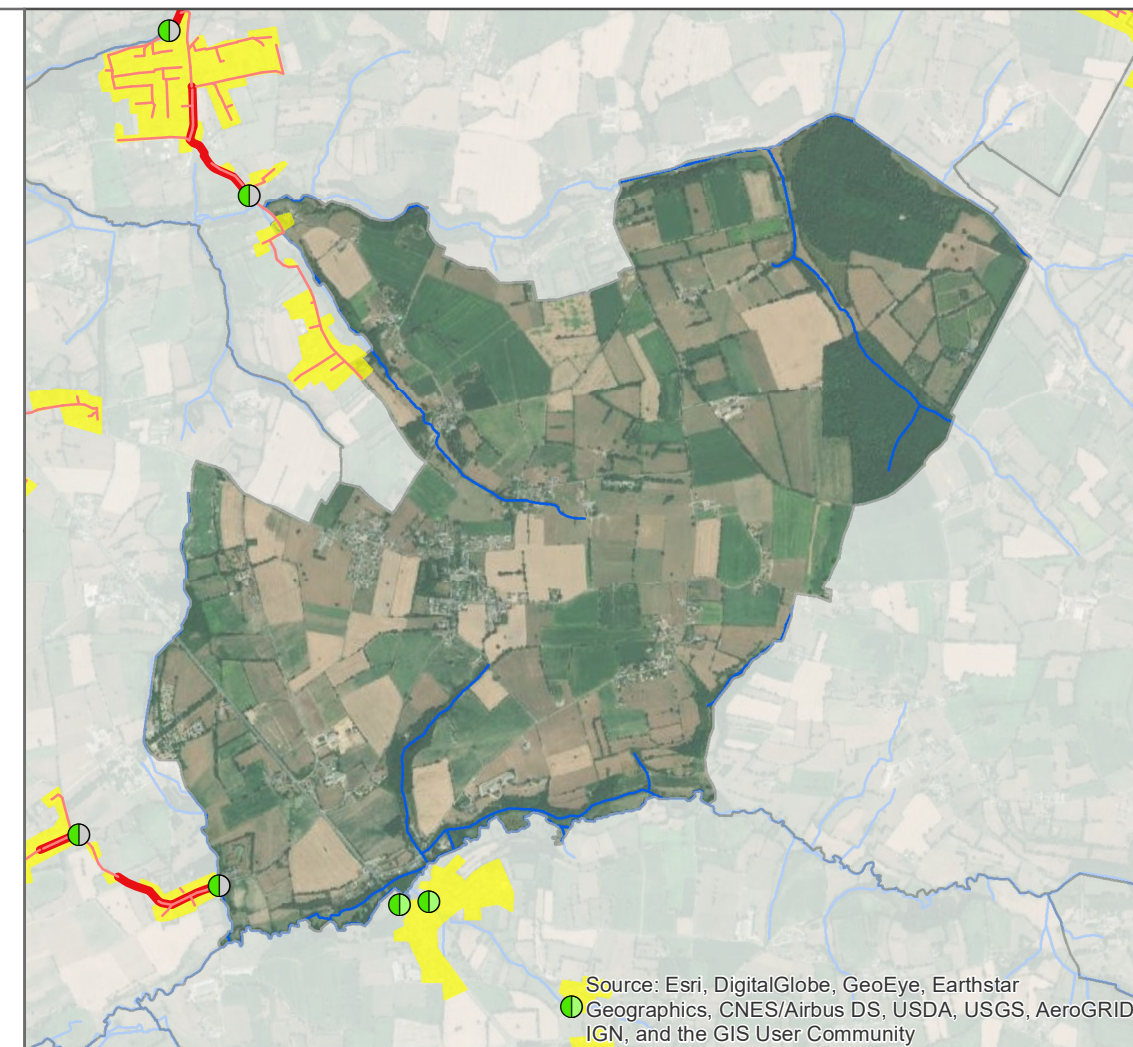 Source: Esri, DigitalGlobe, GeoEye, Earthstar
Geographics, CNES/Airbus DS, USDA, USGS, AeroGRID
IGN, and the GIS User Community